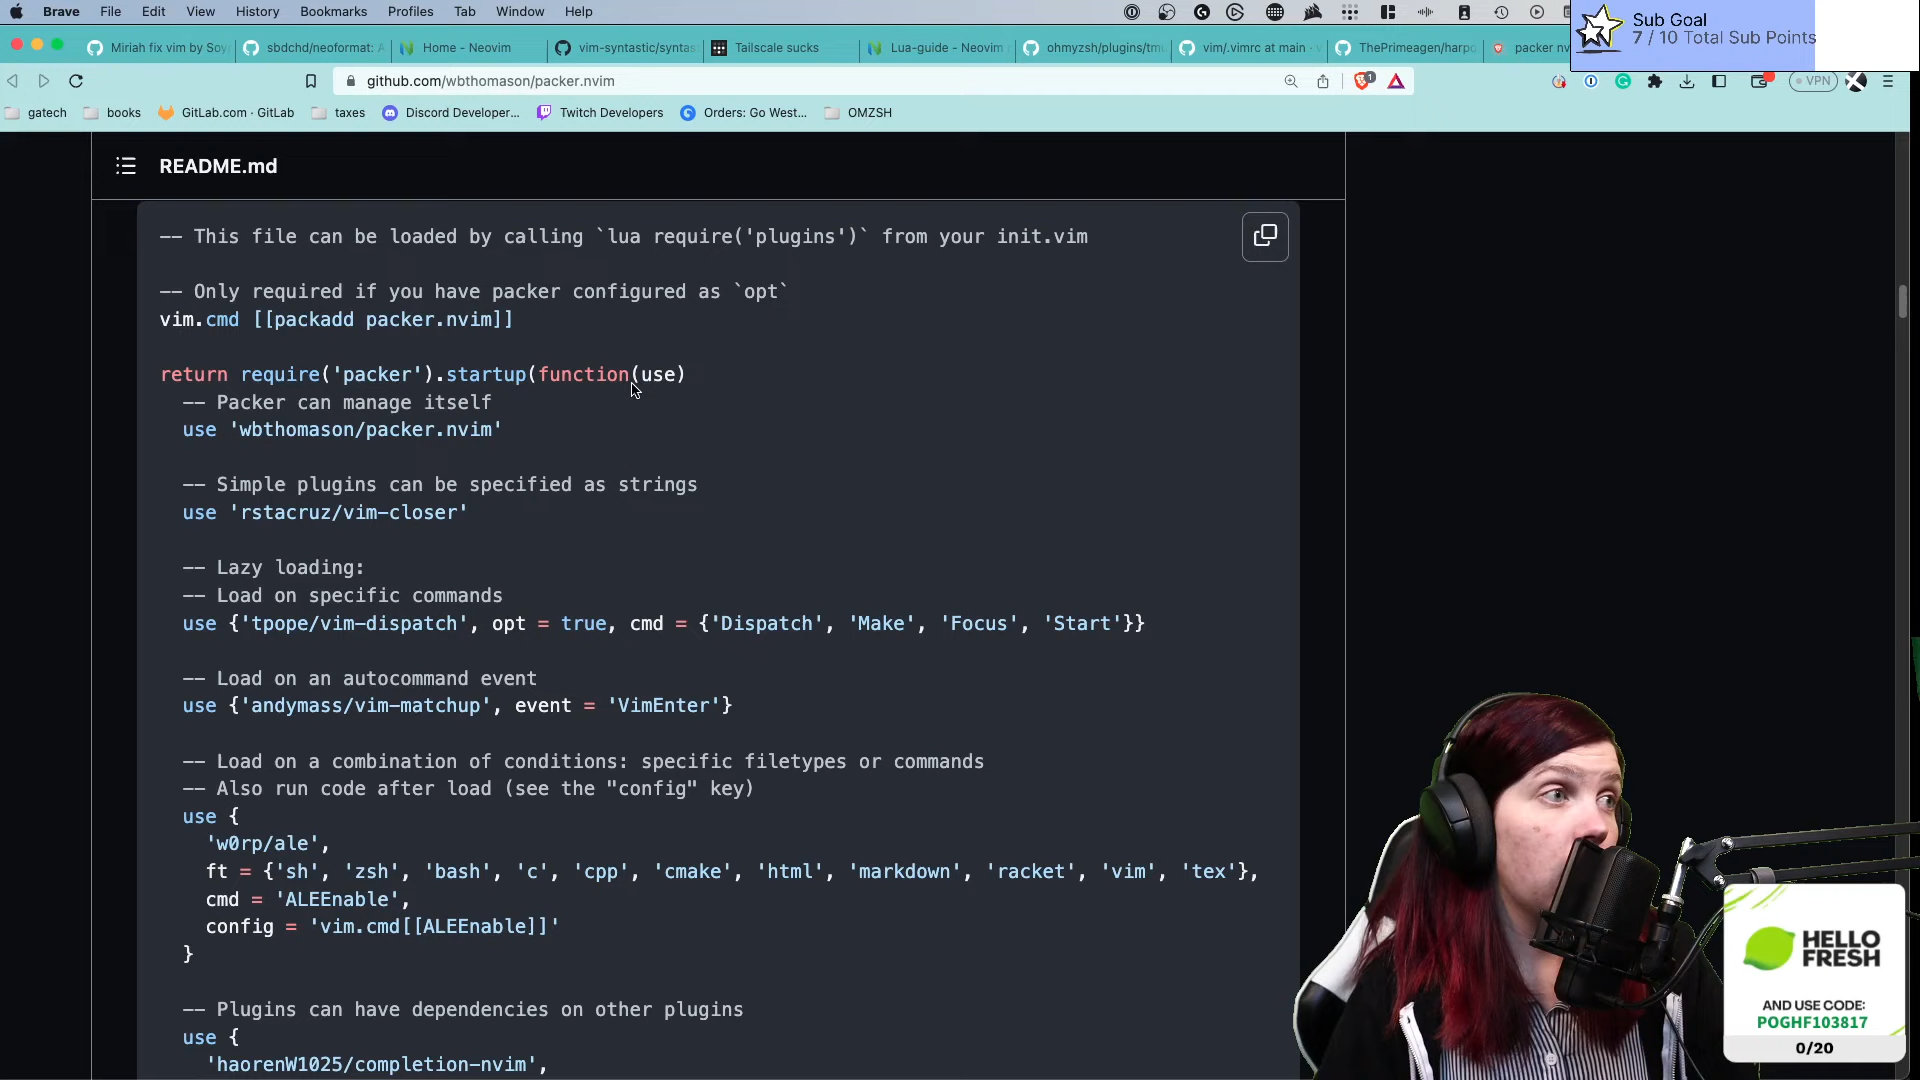 Brave File Edit View History Bookmarks Profiles Tab Window Help
Sub Goal
7 / 10 Total Sub Points
Miriah fix vim by Soy
sbdchd/neoformat:
Home - Neovim
vim-syntastic/syntas
Tailscale sucks
Lua-guide - Neovim
ohmyzsh/plugins/tmu
vim/.vimrc at main ·
ThePrimeagen/harpo
packer nv
github.com/wbthomason/packer.nvim
VPN
gatech books GitLab.com · GitLab taxes Discord Developer... Twitch Developers Orders: Go West... OMZSH
README.md
-- This file can be loaded by calling `lua require('plugins')` from your init.vim
-- Only required if you have packer configured as `opt`
vim.cmd [[packadd packer.nvim]]
return require('packer').startup(function(use)
-- Packer can manage itself
use 'wbthomason/packer.nvim'
-- Simple plugins can be specified as strings
use 'rstacruz/vim-closer'
-- Lazy loading:
-- Load on specific commands
use {'tpope/vim-dispatch', opt = true, cmd = {'Dispatch', 'Make', 'Focus', 'Start'}}
-- Load on an autocommand event
use {'andymass/vim-matchup', event = 'VimEnter'}
-- Load on a combination of conditions: specific filetypes or commands
-- Also run code after load (see the "config" key)
use {
'w0rp/ale',
ft = {'sh', 'zsh', 'bash', 'c', 'cpp', 'cmake', 'html', 'markdown', 'racket', 'vim', 'tex'},
cmd = 'ALEEnable',
config = 'vim.cmd[[ALEEnable]]'
}
-- Plugins can have dependencies on other plugins
use {
'haorenW1025/completion-nvim',
HELLO
FRESH
AND USE CODE:
POGHF103817
0/20